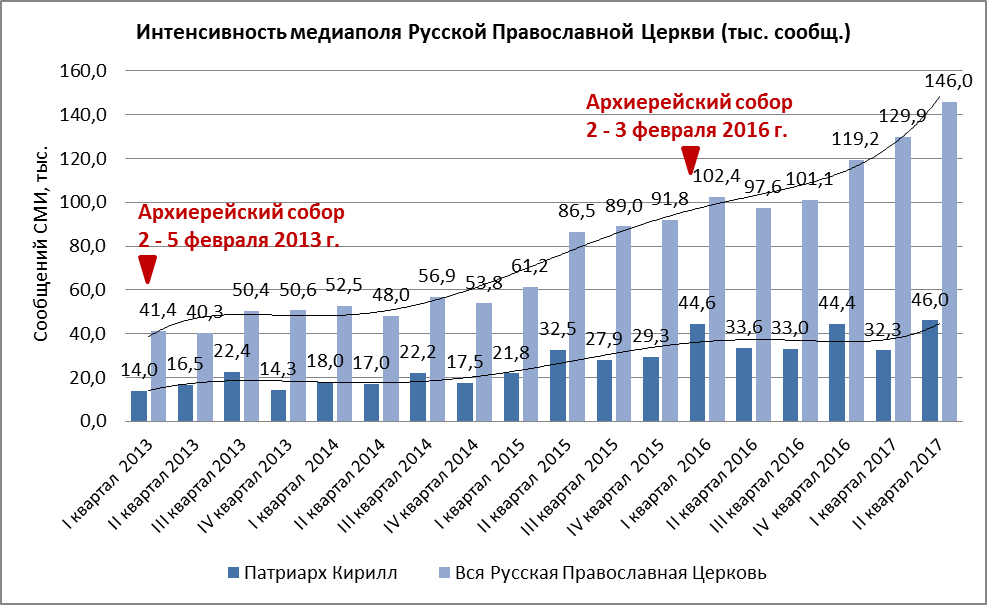 Интенсивность медиаполя Русской Православной Церкви (тыс. сообщ.)
Сообщений СМИ, тыс.
160,0
140,0
120,0
100,0
80,0
60,0
40,0
20,0
0,0
Архиерейский собор
2 - 5 февраля 2013 г.
Архиерейский собор
2 - 3 февраля 2016 г.
41,4 40,3 50,4 50,6 52,5 48,0 56,9 53,8 61,2 86,5 89,0 91,8 102,4 97,6 101,1 119,2 129,9 146,0
14,0 16,5 22,4 14,3 18,0 17,0 22,2 17,5 21,8 32,5 27,9 29,3 44,6 33,6 33,0 44,4 32,3 46,0
I квартал 2013
II квартал 2013
III квартал 2013
IV квартал 2013
I квартал 2014
II квартал 2014
III квартал 2014
IV квартал 2014
I квартал 2015
II квартал 2015
III квартал 2015
IV квартал 2015
I квартал 2016
II квартал 2016
III квартал 2016
IV квартал 2016
I квартал 2017
II квартал 2017
Патриарх Кирилл
Вся Русская Православная Церковь